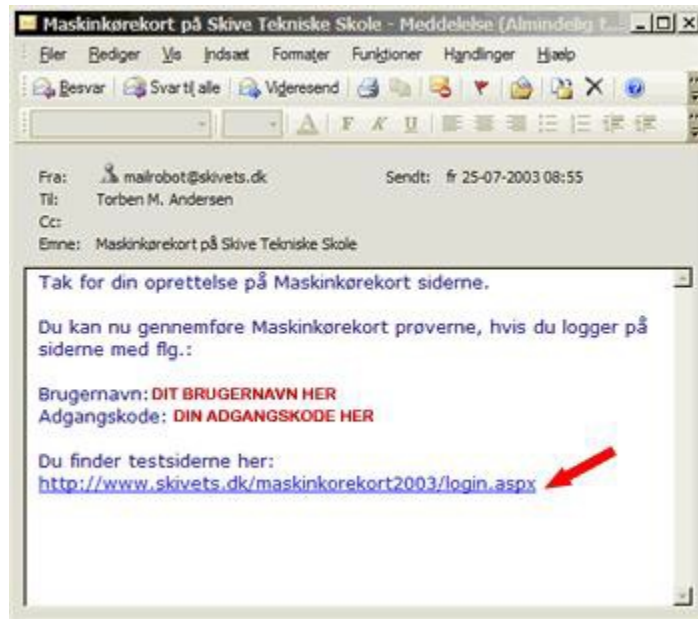 Maskinkørekort på Skive Tekniske Skole - Meddelelse (Almindelig t...
Filer Rediger Vis Indsæt Formater Funktioner Handlinger Hjælp
Besvar Svar til alle Videresend
A F K U
Fra: mailrobot@skivets.dk Sendt: fr 25-07-2003 08:55
Til: Torben M. Andersen
Cc:
Emne: Maskinkørekort på Skive Tekniske Skole
Tak for din oprettelse på Maskinkørekort siderne.
Du kan nu gennemføre Maskinkørekort prøverne, hvis du logger på
siderne med flg.:
Brugernavn: DIT BRUGERNAVN HER
Adgangskode: DIN ADGANGSKODE HER
Du finder testsiderne her:
http://www.skivets.dk/maskinkorekort2003/login.aspx